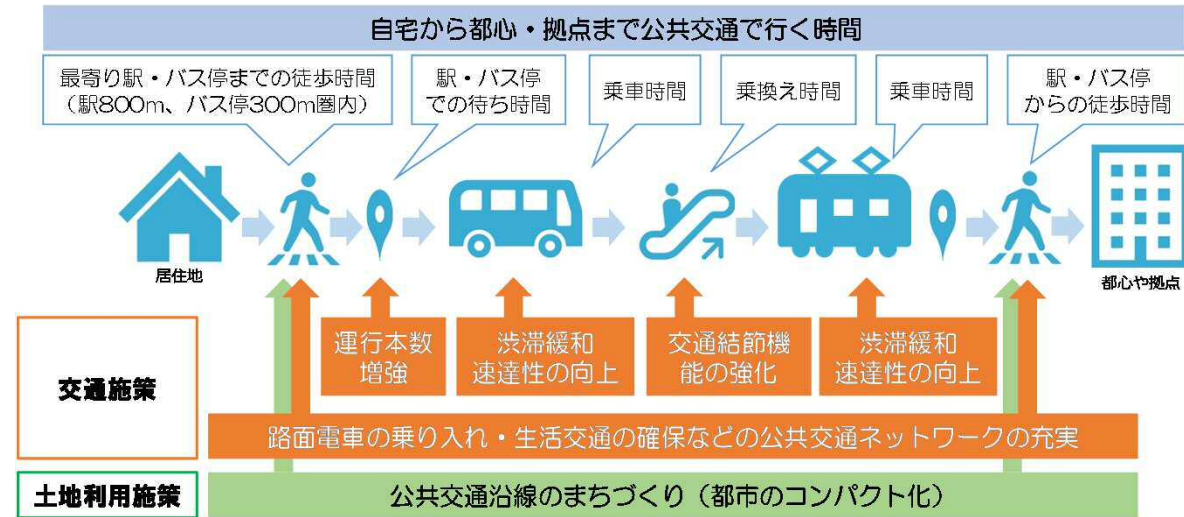 自宅から都心・拠点まで公共交通で行く時間
最寄り駅・バス停までの徒歩時間
（駅800m、バス停300m圏内）
駅・バス停
での待ち時間
乗車時間
乗換え時間
乗車時間
駅・バス停
からの徒歩時間
居住地
都心や拠点
交通施策
運行本数
増強
渋滞緩和
速達性の向上
交通結節機
能の強化
渋滞緩和
速達性の向上
路面電車の乗り入れ・生活交通の確保などの公共交通ネットワークの充実
土地利用施策
公共交通沿線のまちづくり（都市のコンパクト化）